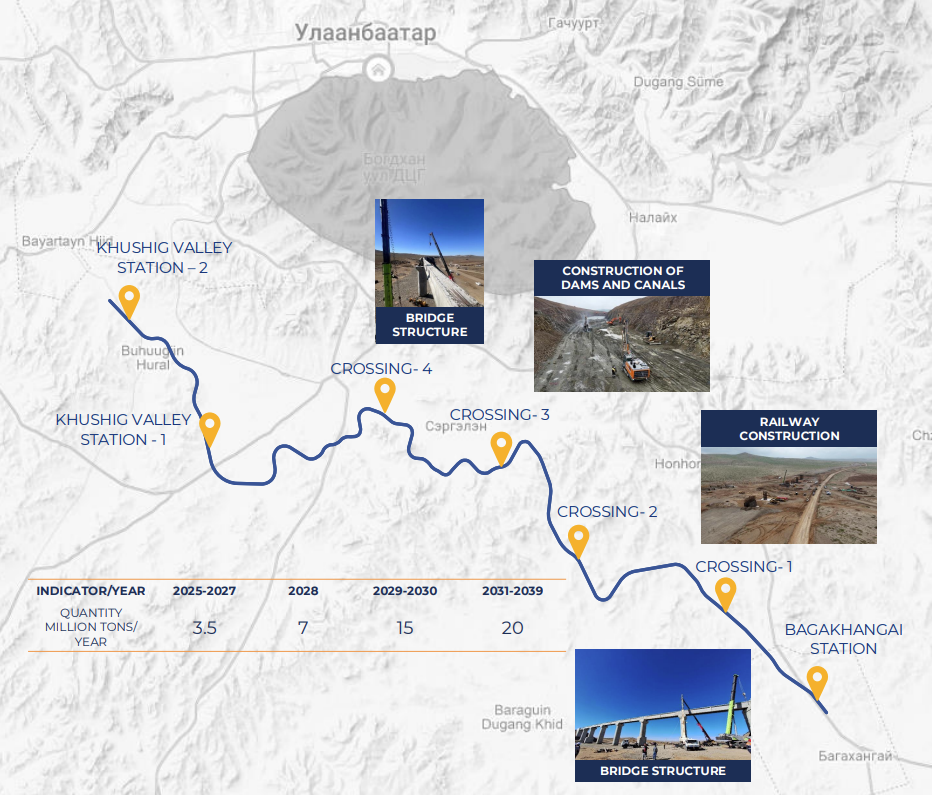 Улаанбаатар
Гачуурт
Dugang Süme
Богдхан
уул ДЦГ
Налайх
Bayartayn Hiid
KHUSHIG VALLEY
STATION – 2
CONSTRUCTION OF
DAMS AND CANALS
BRIDGE
STRUCTURE
Buhuugiin
Hural
CROSSING- 4
KHUSHIG VALLEY
STATION - 1
CROSSING- 3
Сэргэлэн
RAILWAY
CONSTRUCTION
Honhor
CROSSING- 2
CROSSING- 1
INDICATOR/YEAR 2025-2027 2028 2029-2030 2031-2039
QUANTITY
MILLION TONS/
YEAR
3.5 7 15 20
BAGAKHANGAI
STATION
Baraguin
Dugang Khid
Багахангай
BRIDGE STRUCTURE